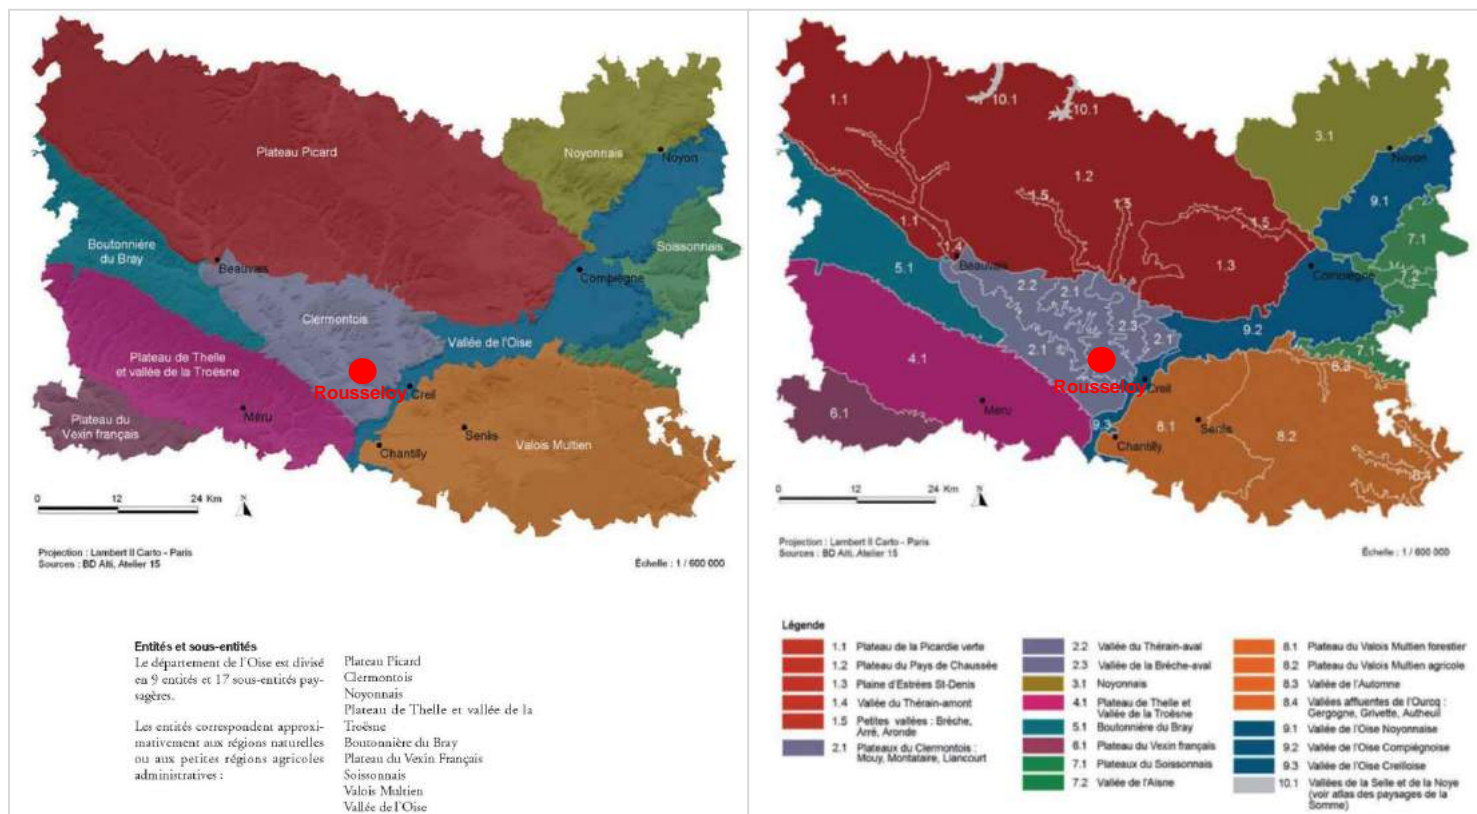 Plateau Picard
Noyonnais
Noyon
Boutonnière
du Bray
Soissonnais
Beauvais
Compiègne
Clermontois
Vallée de l'Oise
Plateau de Thelle
et vallée de la Troësne
Rousseloy
Creil
Méru
Plateau du
Vexin français
Senlis
Chantilly
Valois Multien
0 12 24 Km
N
Projection : Lambert II Carto - Paris
Sources : BD Alti, Atelier 15
Échelle : 1 / 600 000
Entités et sous-entités
Le département de l'Oise est divisé
en 9 entités et 17 sous-entités pay-
sagères.
Les entités correspondent approxi-
mativement aux régions naturelles
ou aux petites régions agricoles
administratives :
Plateau Picard
Clermontois
Noyonnais
Plateau de Thelle et vallée de la
Troësne
Boutonnière du Bray
Plateau du Vexin Français
Soissonnais
Valois Multien
Vallée de l'Oise
1.1
10.1
10.1
3.1
Noyon
1.2
1.5
1.5
9.1
1.1
1.5
7.1
1.4
Beauvais
5.1
1.3
Compiègne
7.2
2.2
2.1
2.3
9.2
2.1
2.1
7.1
4.1
8.3
Rousseloy
Creil
Méru
6.1
9.3
8.1
Senlis
8.2
Chantilly
8.4
0 12 24 Km
N
Projection : Lambert II Carto - Paris
Sources : BD Alti, Atelier 15
Échelle : 1 / 600 000
Légende
1.1 Plateau de la Picardie verte
1.2 Plateau du Pays de Chaussée
1.3 Plaine d'Estrées St-Denis
1.4 Vallée du Thérain-amont
1.5 Petites vallées : Brèche,
Arré, Aronde
2.1 Plateaux du Clermontois :
Mouy, Montataire, Liancourt
2.2 Vallée du Thérain-aval
2.3 Vallée de la Brèche-aval
3.1 Noyonnais
4.1 Plateau de Thelle et
Vallée de la Troësne
5.1 Boutonnière du Bray
6.1 Plateau du Vexin français
7.1 Plateaux du Soissonnais
7.2 Vallée de l'Aisne
8.1 Plateau du Valois Multien forestier
8.2 Plateau du Valois Multien agricole
8.3 Vallée de l'Automne
8.4 Vallées affluentes de l'Ourcq :
Gergogne, Grivette, Autheuil
9.1 Vallée de l'Oise Noyonnaise
9.2 Vallée de l'Oise Compiégnoise
9.3 Vallée de l'Oise Creilloise
10.1 Vallées de la Selle et de la Noye
(voir atlas des paysages de la
Somme)